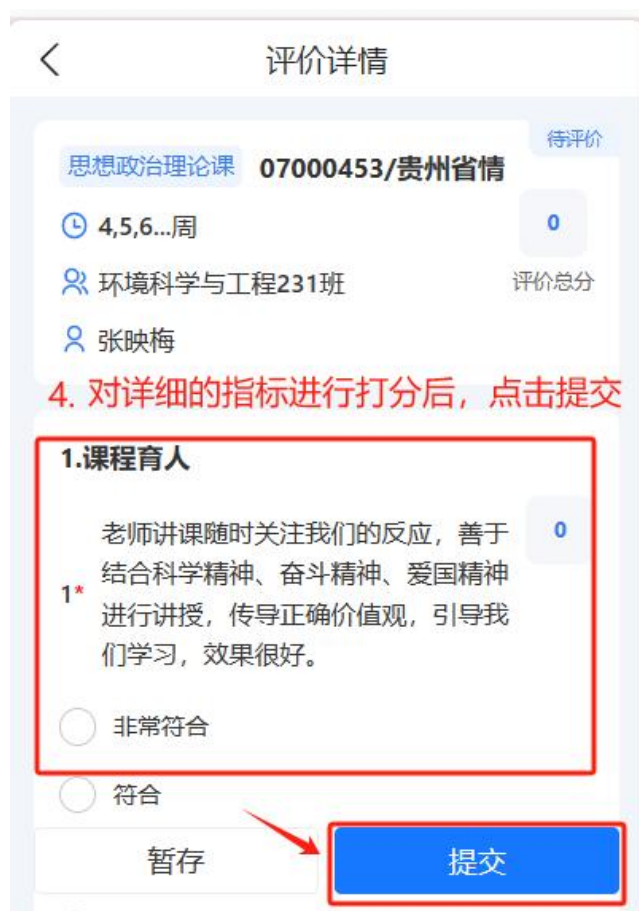 评价详情
待评价
思想政治理论课 07000453/贵州省情
4,5,6...周
0
环境科学与工程231班
评价总分
张映梅
4. 对详细的指标进行打分后，点击提交
1.课程育人
老师讲课随时关注我们的反应，善于
0
结合科学精神、奋斗精神、爱国精神
1*
进行讲授，传导正确价值观，引导我
们学习，效果很好。
非常符合
符合
暂存
提交